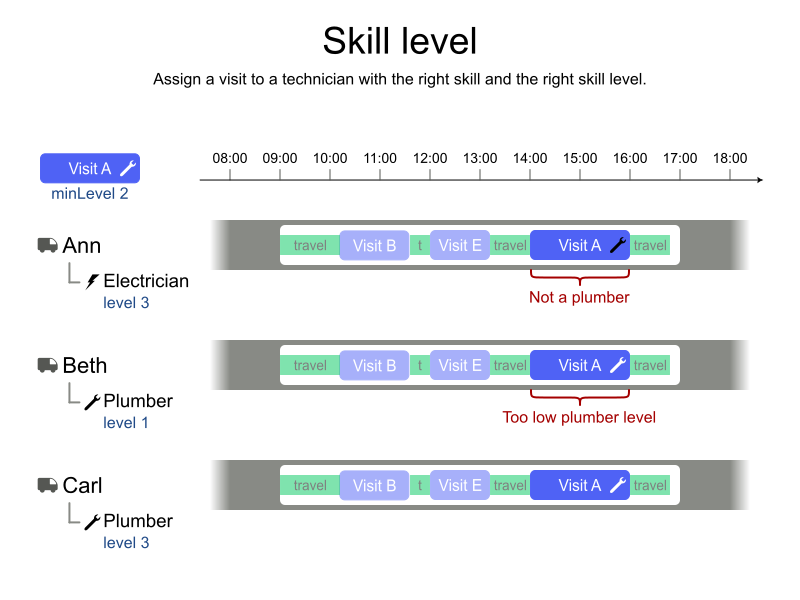 Skill level
Assign a visit to a technician with the right skill and the right skill level.
08:00 09:00 10:00 11:00 12:00 13:00 14:00 15:00 16:00 17:00 18:00
Visit A
minLevel 2
Ann
travel Visit B t Visit E travel Visit A travel
Electrician
level 3
Not a plumber
Beth
travel Visit B t Visit E travel Visit A travel
Plumber
level 1
Too low plumber level
Carl
travel Visit B t Visit E travel Visit A travel
Plumber
level 3